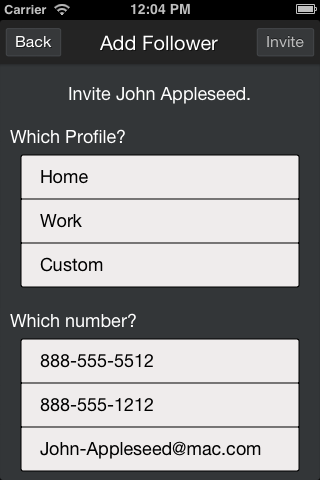 Carrier 12:04 PM
Back Add Follower Invite
Invite John Appleseed.
Which Profile?
Home
Work
Custom
Which number?
888-555-5512
888-555-1212
John-Appleseed@mac.com